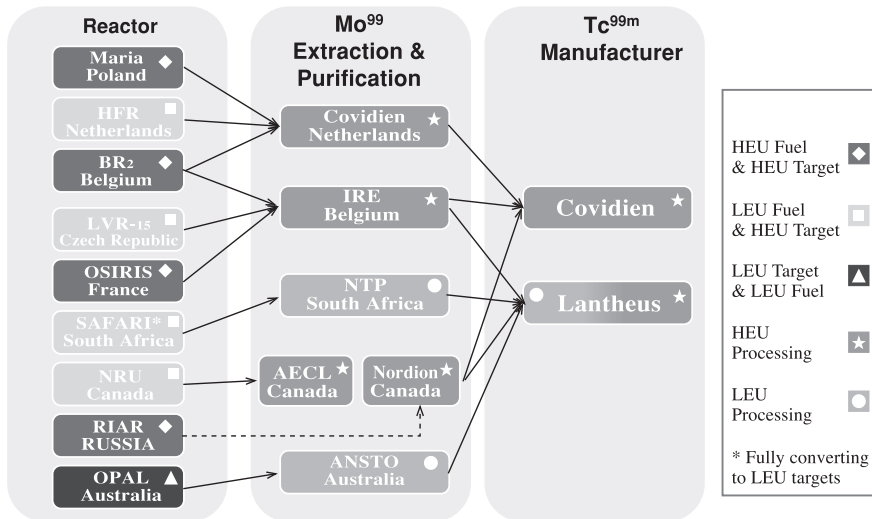 Reactor
Maria
Poland
HFR
Netherlands
BR2
Belgium
LVR-15
Czech Republic
OSIRIS
France
SAFARI*
South Africa
NRU
Canada
RIAR
RUSSIA
OPAL
Australia
Mo99
Extraction &
Purification
Covidien
Netherlands
IRE
Belgium
NTP
South Africa
AECL
Canada
Nordion
Canada
ANSTO
Australia
Tc99m
Manufacturer
Covidien
Lantheus
HEU Fuel
& HEU Target
LEU Fuel
& HEU Target
LEU Target
& LEU Fuel
HEU
Processing
LEU
Processing
* Fully converting
to LEU targets